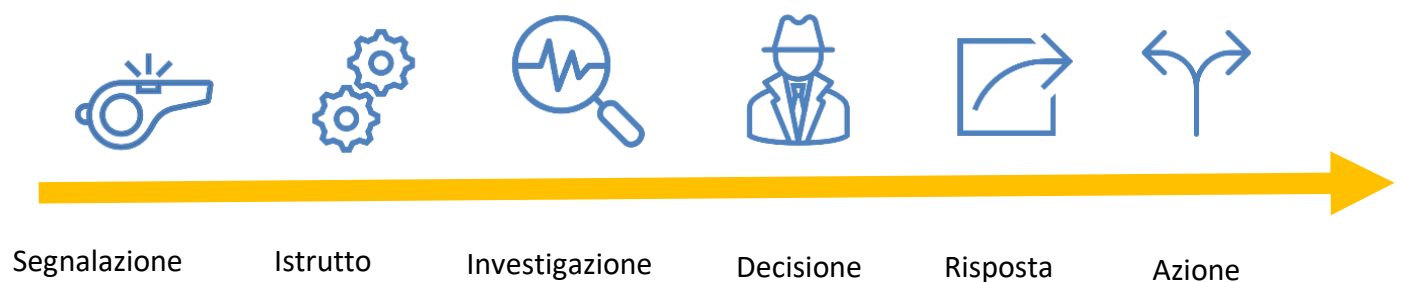 Segnalazione
Istrutto
Investigazione
Decisione
Risposta
Azione